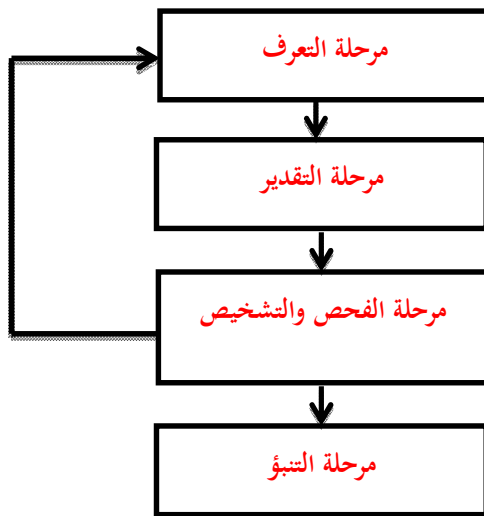 مرحلة التعرف
مرحلة التقدير
مرحلة الفحص والتشخيص
مرحلة التنبؤ